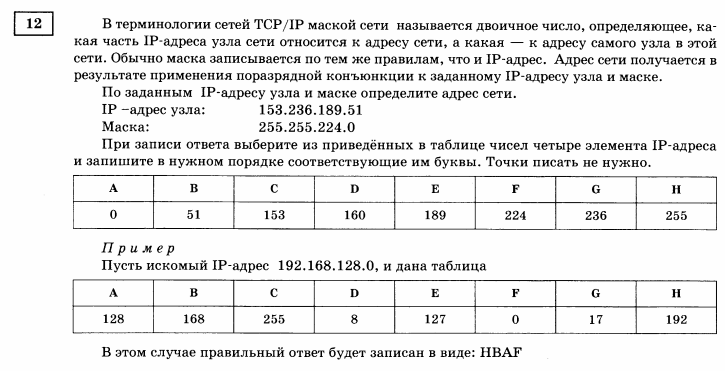 12
В терминологии сетей TCP/IP маской сети называется двоичное число, определяющее, ка-
кая часть IP-адреса узла сети относится к адресу сети, а какая — к адресу самого узла в этой
сети. Обычно маска записывается по тем же правилам, что и IP-адрес. Адрес сети получается в
результате применения поразрядной конъюнкции к заданному IP-адресу узла и маске.
По заданным IP-адресу узла и маске определите адрес сети.
IP –адрес узла: 153.236.189.51
Маска: 255.255.224.0
При записи ответа выберите из приведённых в таблице чисел четыре элемента IP-адреса
и запишите в нужном порядке соответствующие им буквы. Точки писать не нужно.
A B C D E F G H
0 51 153 160 189 224 236 255
Пример
Пусть искомый IP-адрес 192.168.128.0, и дана таблица
A B C D E F G H
128 168 255 8 127 0 17 192
В этом случае правильный ответ будет записан в виде: HBAF